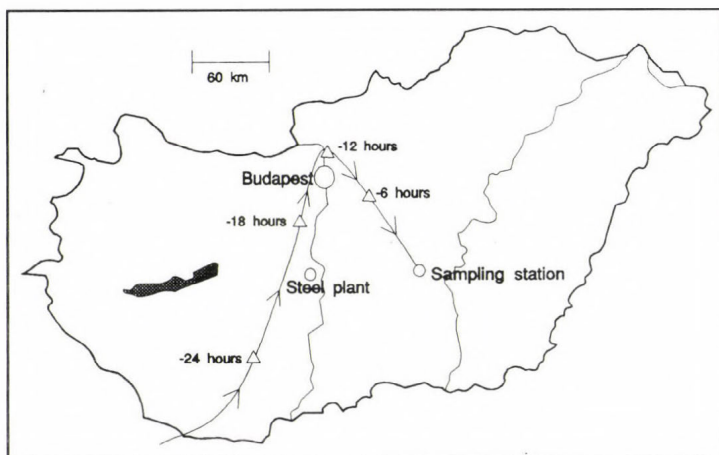 60 km
-12 hours
Budapest
-6 hours
-18 hours
Steel plant
Sampling station
-24 hours